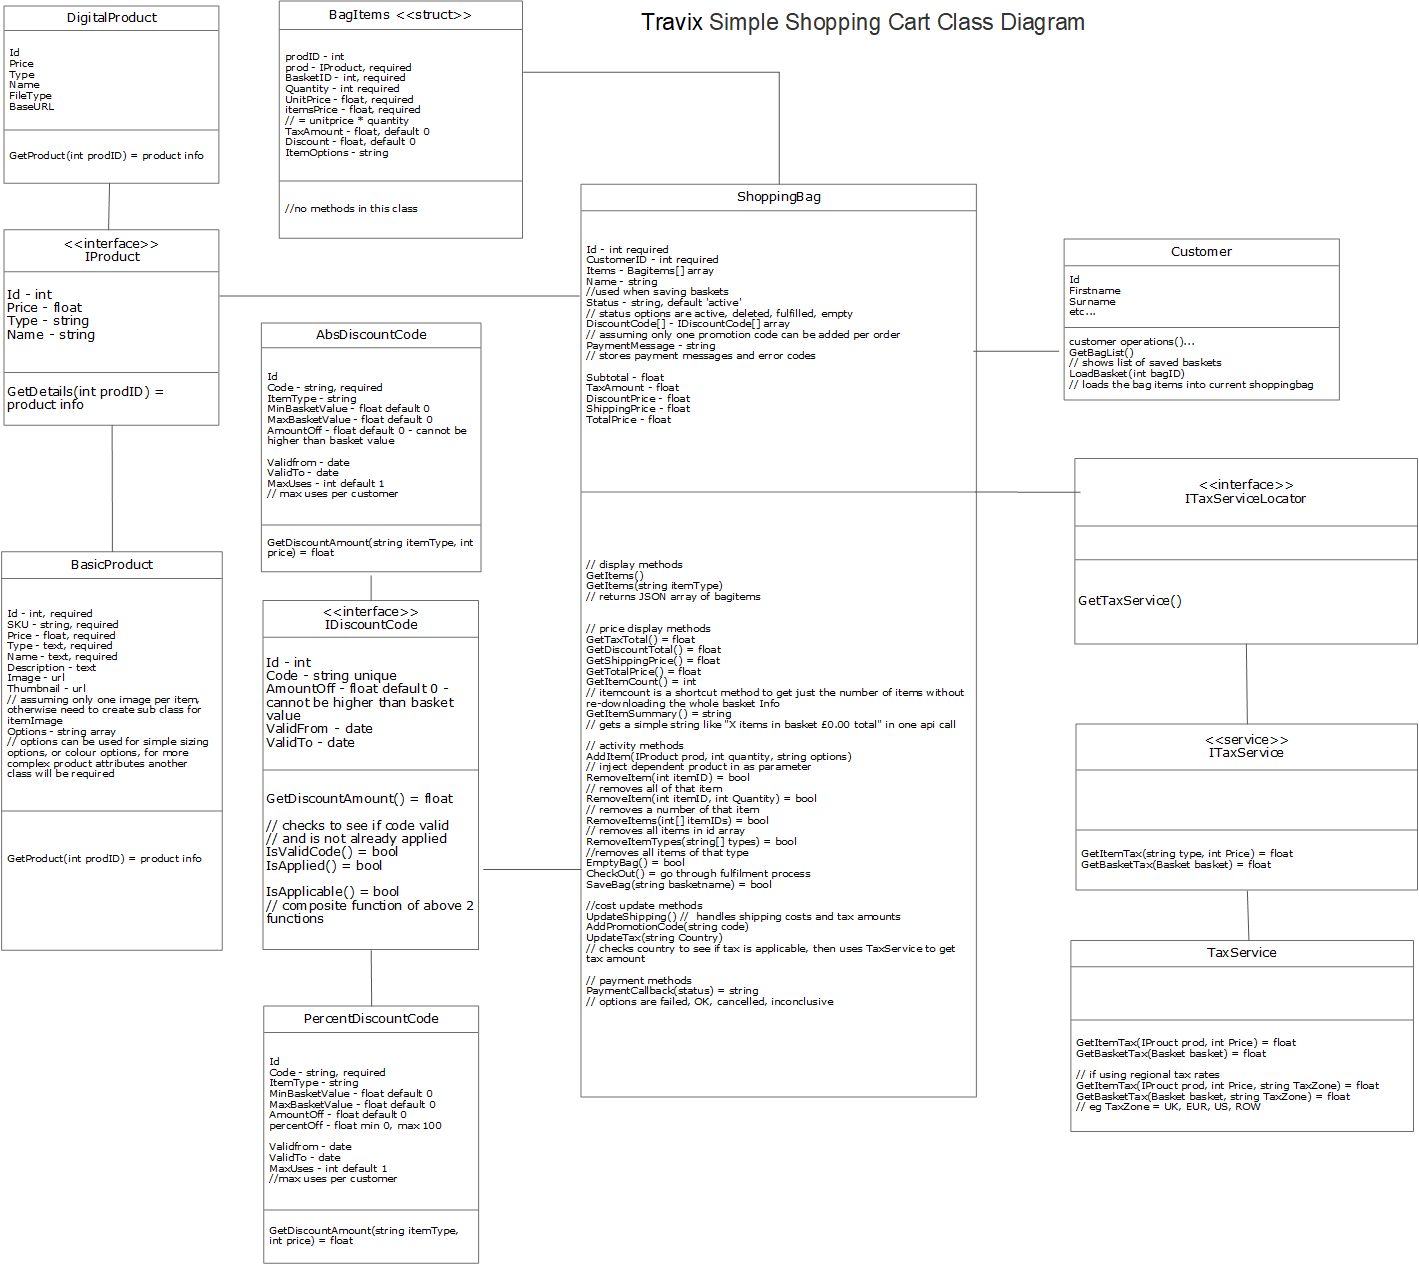 Travix Simple Shopping Cart Class Diagram
DigitalProduct
Id
Price
Type
Name
FileType
BaseURL
GetProduct(int prodID) = product info
BagItems <<struct>>
prodID - int
prod - IProduct, required
BasketID - int, required
Quantity - int required
UnitPrice - float, required
itemsPrice - float, required
// = unitprice * quantity
TaxAmount - float, default 0
Discount - float, default 0
ItemOptions - string
//no methods in this class
<<interface>>
IProduct
Id - int
Price - float
Type - string
Name - string
GetDetails(int prodID) =
product info
BasicProduct
Id - int, required
SKU - string, required
Price - float, required
Type - text, required
Name - text, required
Description - text
Image - url
Thumbnail - url
// assuming only one image per item,
otherwise need to create sub class for
itemImage
Options - string array
// options can be used for simple sizing
options, or colour options, for more
complex product attributes another
class will be required
GetProduct(int prodID) = product info
AbsDiscountCode
Id
Code - string, required
ItemType - string
MinBasketValue - float default 0
MaxBasketValue - float default 0
AmountOff - float default 0 - cannot be
higher than basket value
Validfrom - date
ValidTo - date
MaxUses - int default 1
// max uses per customer
GetDiscountAmount(string itemType, int
price) = float
<<interface>>
IDiscountCode
Id - int
Code - string unique
AmountOff - float default 0 -
cannot be higher than basket
value
ValidFrom - date
ValidTo - date
GetDiscountAmount() = float
// checks to see if code valid
// and is not already applied
IsValidCode() = bool
IsApplied() = bool
IsApplicable() = bool
// composite function of above 2
functions
PercentDiscountCode
Id
Code - string, required
ItemType - string
MinBasketValue - float default 0
MaxBasketValue - float default 0
AmountOff - float default 0
percentOff - float min 0, max 100
Validfrom - date
ValidTo - date
MaxUses - int default 1
//max uses per customer
GetDiscountAmount(string itemType,
int price) = float
ShoppingBag
Id - int required
CustomerID - int required
Items - Bagitems[] array
Name - string
//used when saving baskets
Status - string, default 'active'
// status options are active, deleted, fulfilled, empty
DiscountCode[] - IDiscountCode[] array
// assuming only one promotion code can be added per order
PaymentMessage - string
// stores payment messages and error codes
Subtotal - float
TaxAmount - float
DiscountPrice - float
ShippingPrice - float
TotalPrice - float
// display methods
GetItems()
GetItems(string itemType)
// returns JSON array of bagitems
// price display methods
GetTaxTotal() = float
GetDiscountTotal() = float
GetShippingPrice() = float
GetTotalPrice() = float
GetItemCount() = int
// itemcount is a shortcut method to get just the number of items without
re-downloading the whole basket Info
GetItemSummary() = string
// gets a simple string like "X items in basket £0.00 total" in one api call
// activity methods
AddItem(IProduct prod, int quantity, string options)
// inject dependent product in as parameter
RemoveItem(int itemID) = bool
// removes all of that item
RemoveItem(int itemID, int Quantity) = bool
// removes a number of that item
RemoveItems(int[] itemIDs) = bool
// removes all items in id array
RemoveItemTypes(string[] types) = bool
//removes all items of that type
EmptyBag() = bool
CheckOut() = go through fulfilment process
SaveBag(string basketname) = bool
//cost update methods
UpdateShipping() // handles shipping costs and tax amounts
AddPromotionCode(string code)
UpdateTax(string Country)
// checks country to see if tax is applicable, then uses TaxService to get
tax amount
// payment methods
PaymentCallback(status) = string
// options are failed, OK, cancelled, inconclusive
Customer
Id
Firstname
Surname
etc...
customer operations()...
GetBagList()
// shows list of saved baskets
LoadBasket(int bagID)
// loads the bag items into current shoppingbag
<<interface>>
ITaxServiceLocator
GetTaxService()
<<service>>
ITaxService
GetItemTax(string type, int Price) = float
GetBasketTax(Basket basket) = float
TaxService
GetItemTax(IProuct prod, int Price) = float
GetBasketTax(Basket basket) = float
// if using regional tax rates
GetItemTax(IProuct prod, int Price, string TaxZone) = float
GetBasketTax(Basket basket, string TaxZone) = float
// eg TaxZone = UK, EUR, US, ROW